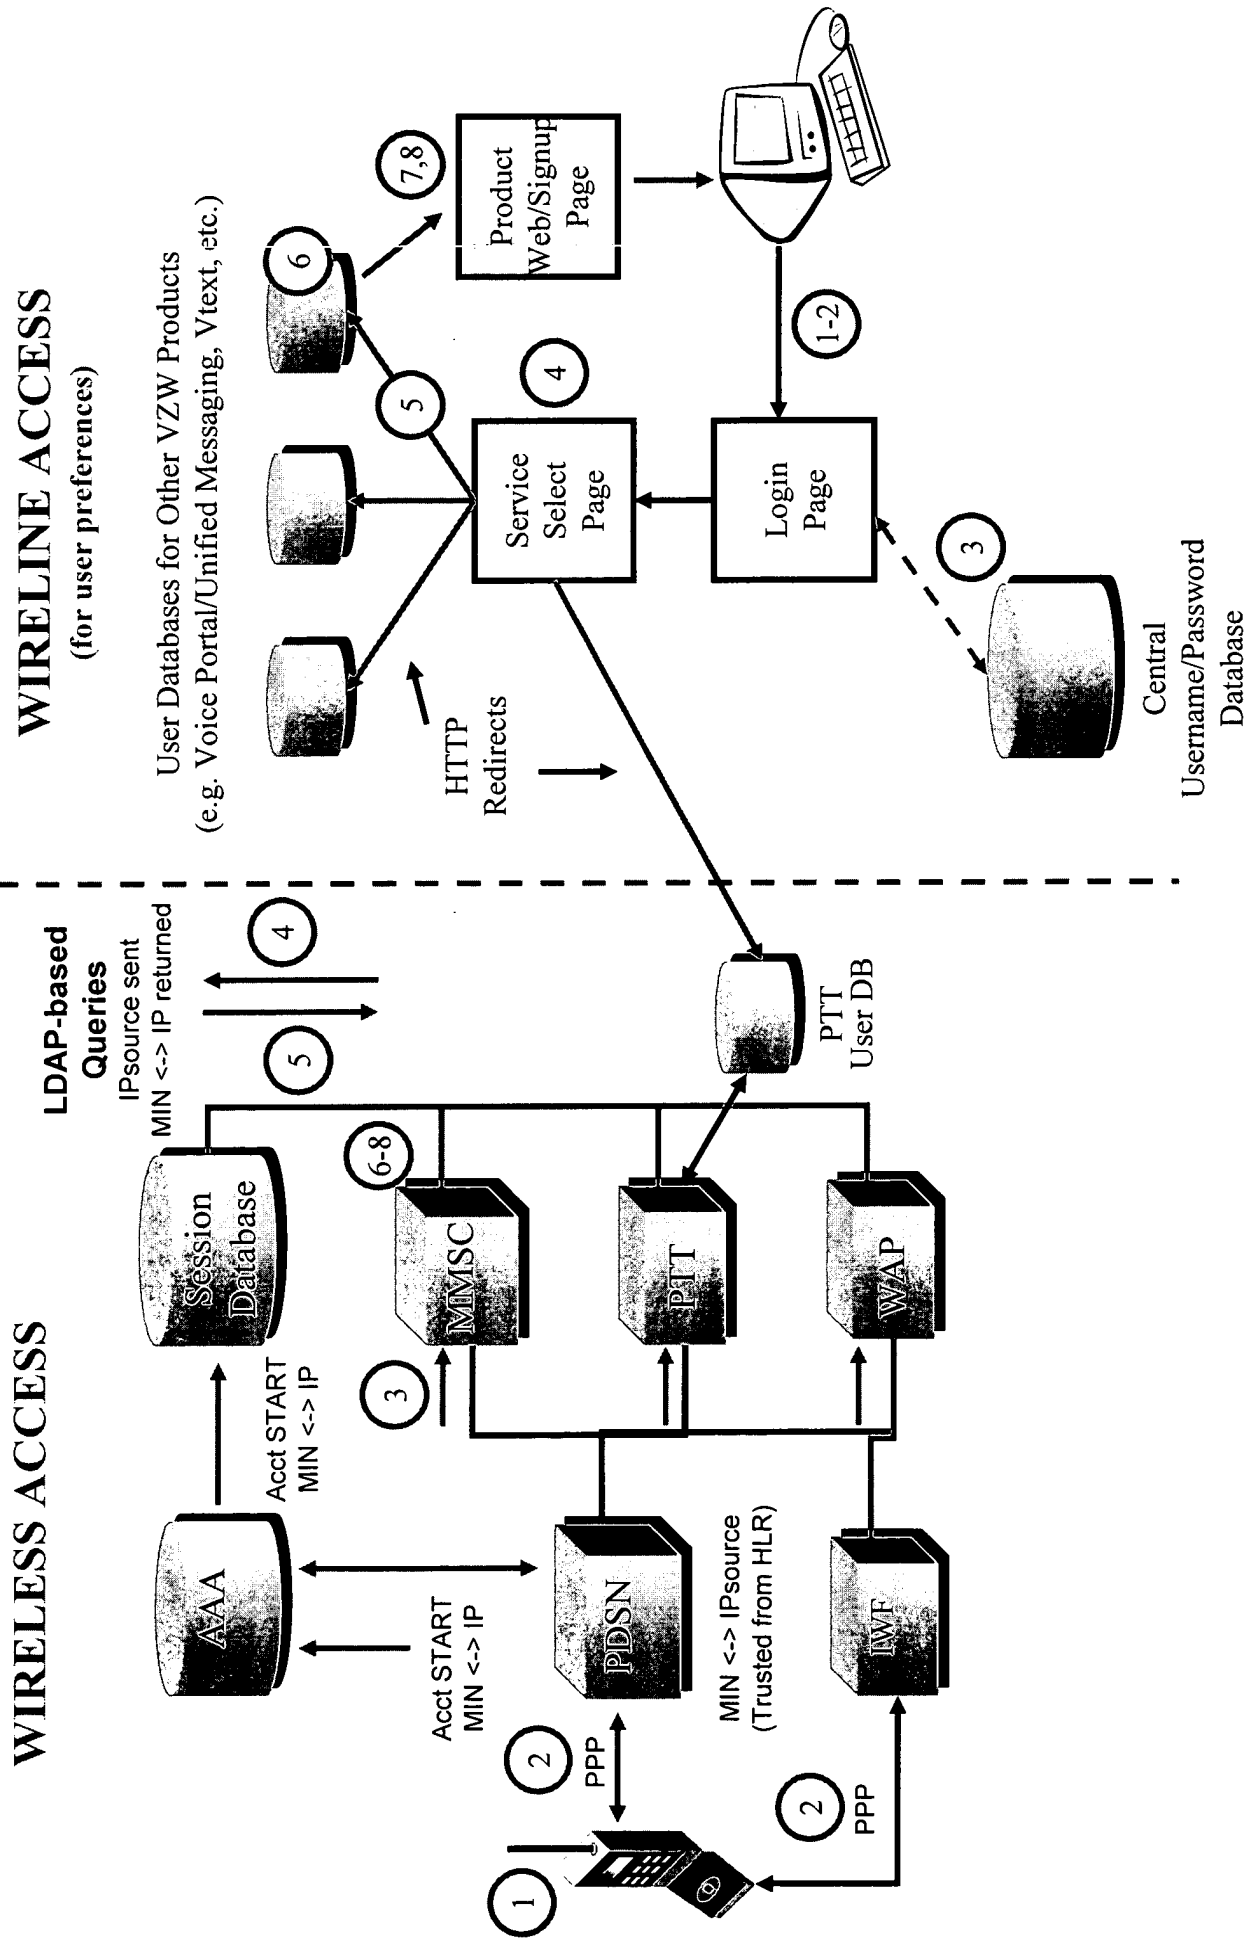 WIRELESS ACCESS
AAA
Acct START
MIN <--> IP
Session
Database
LDAP-based
Queries
IPsource sent
MIN <--> IP returned
4
5
Acct START
MIN <--> IP
1
2
PPP
PDSN
MIN <--> IPsource
(Trusted from HLR)
2
PPP
IWF
3
MMSC
6-8
PTT
WAP
PTT
User DB
WIRELINE ACCESS
(for user preferences)
User Databases for Other VZW Products
(e.g. Voice Portal/Unified Messaging, Vtext, etc.)
6
5
7,8
HTTP
Redirects
Service
Select
Page
4
Product
Web/Signup
Page
Login
Page
1-2
3
Central
Username/Password
Database